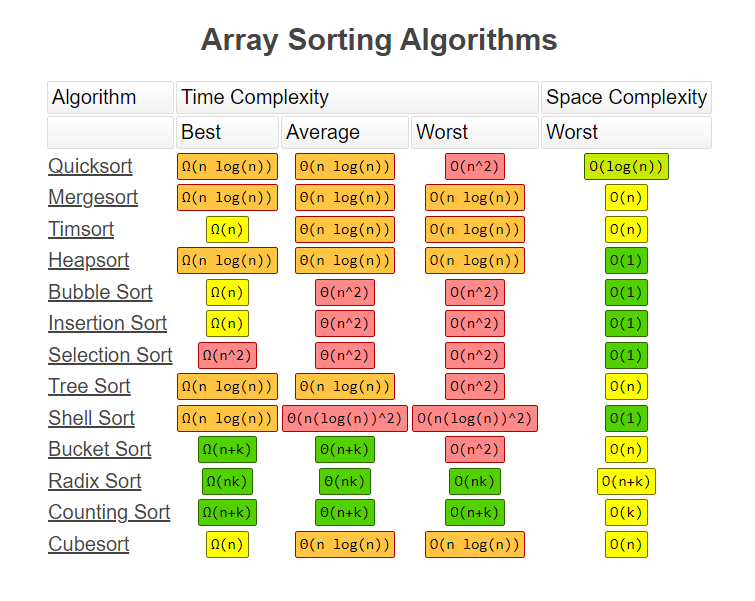 Array Sorting Algorithms
Algorithm Time Complexity Space Complexity
Best Average Worst Worst
Quicksort Ω(n log(n)) Θ(n log(n)) O(n^2) O(log(n))
Mergesort Ω(n log(n)) Θ(n log(n)) O(n log(n)) O(n)
Timsort Ω(n) Θ(n log(n)) O(n log(n)) O(n)
Heapsort Ω(n log(n)) Θ(n log(n)) O(n log(n)) O(1)
Bubble Sort Ω(n) Θ(n^2) O(n^2) O(1)
Insertion Sort Ω(n) Θ(n^2) O(n^2) O(1)
Selection Sort Ω(n^2) Θ(n^2) O(n^2) O(1)
Tree Sort Ω(n log(n)) Θ(n log(n)) O(n^2) O(n)
Shell Sort Ω(n log(n)) Θ(n(log(n))^2) O(n(log(n))^2) O(1)
Bucket Sort Ω(n+k) Θ(n+k) O(n^2) O(n)
Radix Sort Ω(nk) Θ(nk) O(nk) O(n+k)
Counting Sort Ω(n+k) Θ(n+k) O(n+k) O(k)
Cubesort Ω(n) Θ(n log(n)) O(n log(n)) O(n)